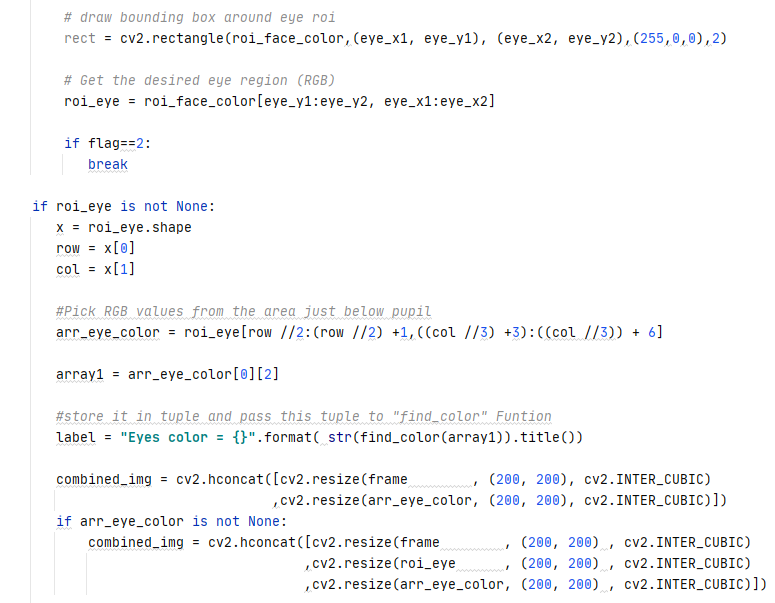 # draw bounding box around eye roi
rect = cv2.rectangle(roi_face_color,(eye_x1, eye_y1), (eye_x2, eye_y2),(255,0,0),2)
# Get the desired eye region (RGB)
roi_eye = roi_face_color[eye_y1:eye_y2, eye_x1:eye_x2]
if flag==2:
break
if roi_eye is not None:
x = roi_eye.shape
row = x[0]
col = x[1]
#Pick RGB values from the area just below pupil
arr_eye_color = roi_eye[row //2:(row //2) +1,((col //3) +3):((col //3)) + 6]
array1 = arr_eye_color[0][2]
#store it in tuple and pass this tuple to "find_color" Funtion
label = "Eyes color = {}".format( str(find_color(array1)).title())
combined_img = cv2.hconcat([cv2.resize(frame        , (200, 200), cv2.INTER_CUBIC)
,cv2.resize(arr_eye_color, (200, 200), cv2.INTER_CUBIC)])
if arr_eye_color is not None:
combined_img = cv2.hconcat([cv2.resize(frame        , (200, 200) , cv2.INTER_CUBIC)
,cv2.resize(roi_eye      , (200, 200) , cv2.INTER_CUBIC)
,cv2.resize(arr_eye_color, (200, 200) , cv2.INTER_CUBIC)])